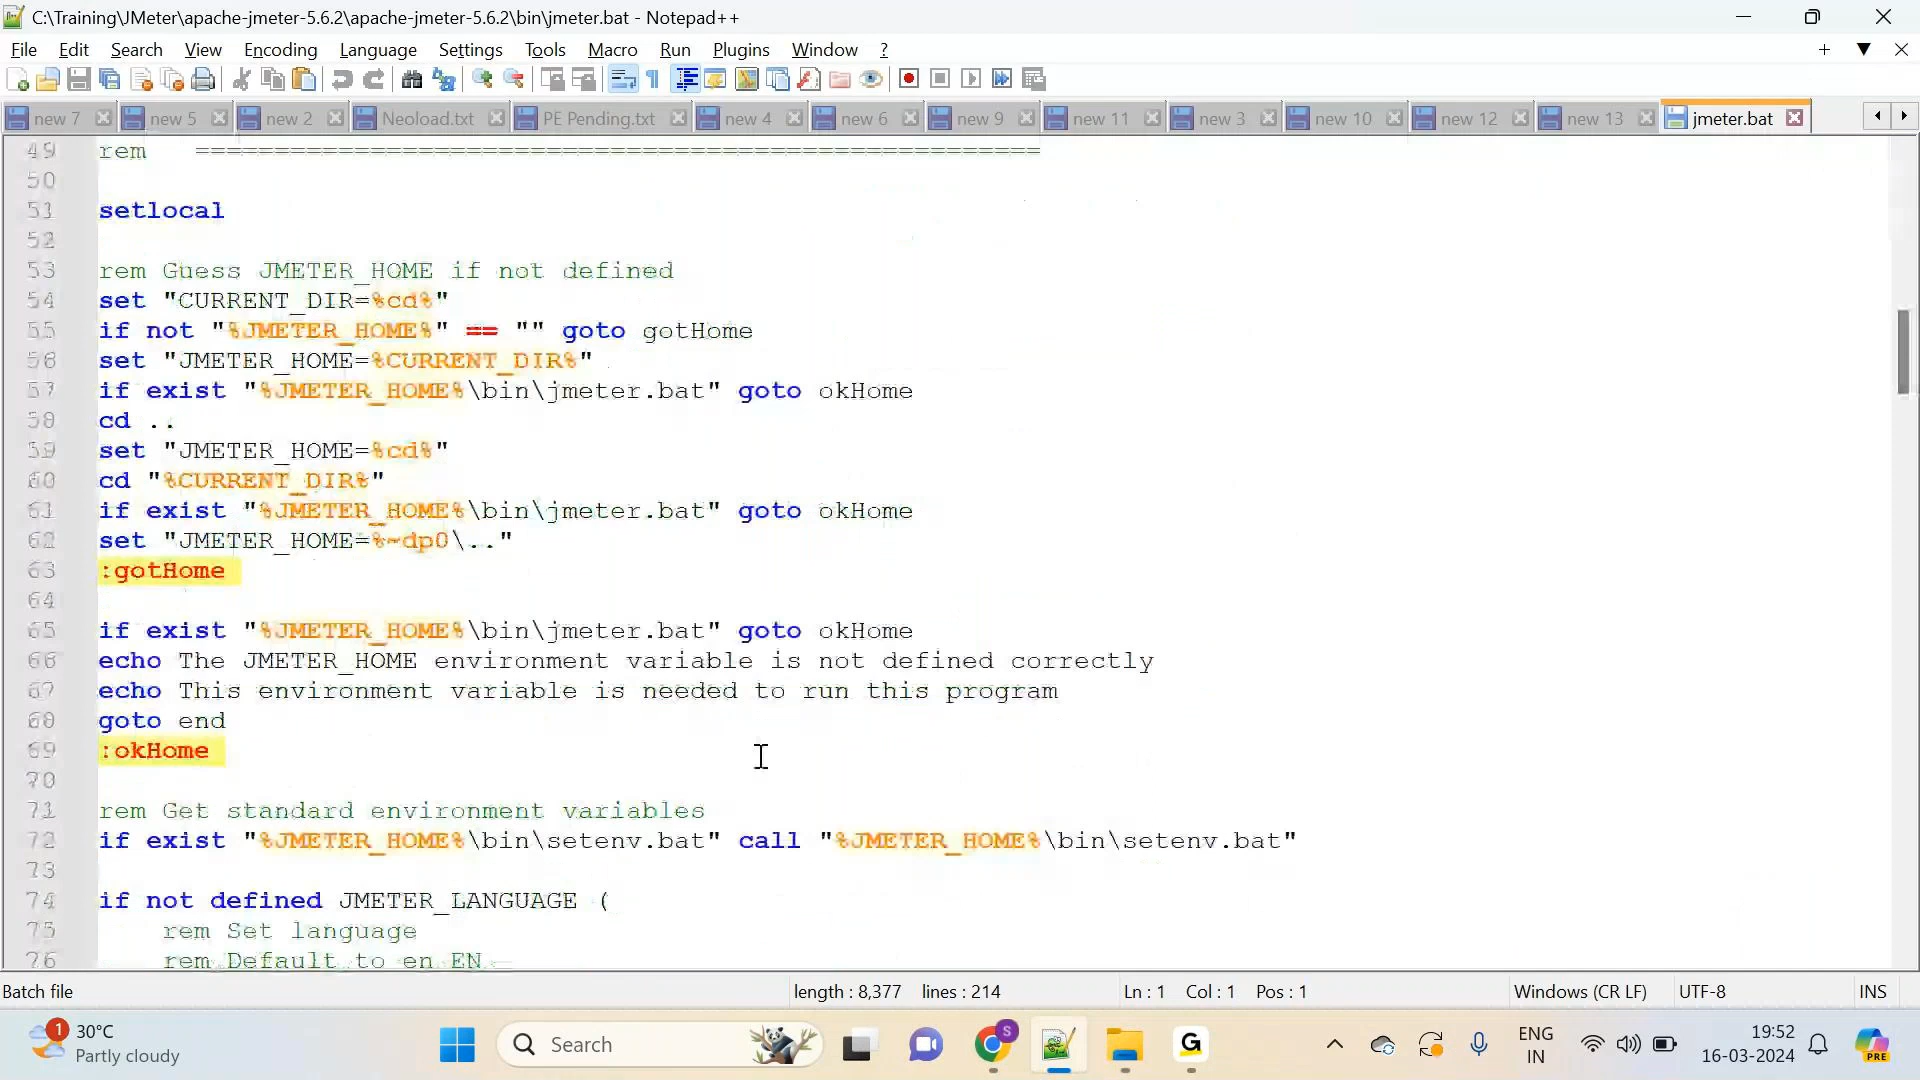 C:\Training\JMeter\apache-jmeter-5.6.2\apache-jmeter-5.6.2\bin\jmeter.bat - Notepad++
File Edit Search View Encoding Language Settings Tools Macro Run Plugins Window ?
new 7 new 5 new 2 Neoload.txt PE Pending.txt new 4 new 6 new 9 new 11 new 3 new 10 new 12 new 13 jmeter.bat
49 rem    =====================================================
50
51 setlocal
52
53 rem Guess JMETER_HOME if not defined
54 set "CURRENT_DIR=%cd%"
55 if not "%JMETER_HOME%" == "" goto gotHome
56 set "JMETER_HOME=%CURRENT_DIR%"
57 if exist "%JMETER_HOME%\bin\jmeter.bat" goto okHome
58 cd ..
59 set "JMETER_HOME=%cd%"
60 cd "%CURRENT_DIR%"
61 if exist "%JMETER_HOME%\bin\jmeter.bat" goto okHome
62 set "JMETER_HOME=%~dp0\.."
63 :gotHome
64
65 if exist "%JMETER_HOME%\bin\jmeter.bat" goto okHome
66 echo The JMETER_HOME environment variable is not defined correctly
67 echo This environment variable is needed to run this program
68 goto end
69 :okHome
70
71 rem Get standard environment variables
72 if exist "%JMETER_HOME%\bin\setenv.bat" call "%JMETER_HOME%\bin\setenv.bat"
73
74 if not defined JMETER_LANGUAGE (
75     rem Set language
76     rem Default to en_EN
Batch file length : 8,377 lines : 214 Ln : 1 Col : 1 Pos : 1 Windows (CR LF) UTF-8 INS
1 30°C
Partly cloudy
Search
S
G
ENG
IN
19:52
16-03-2024
PRE